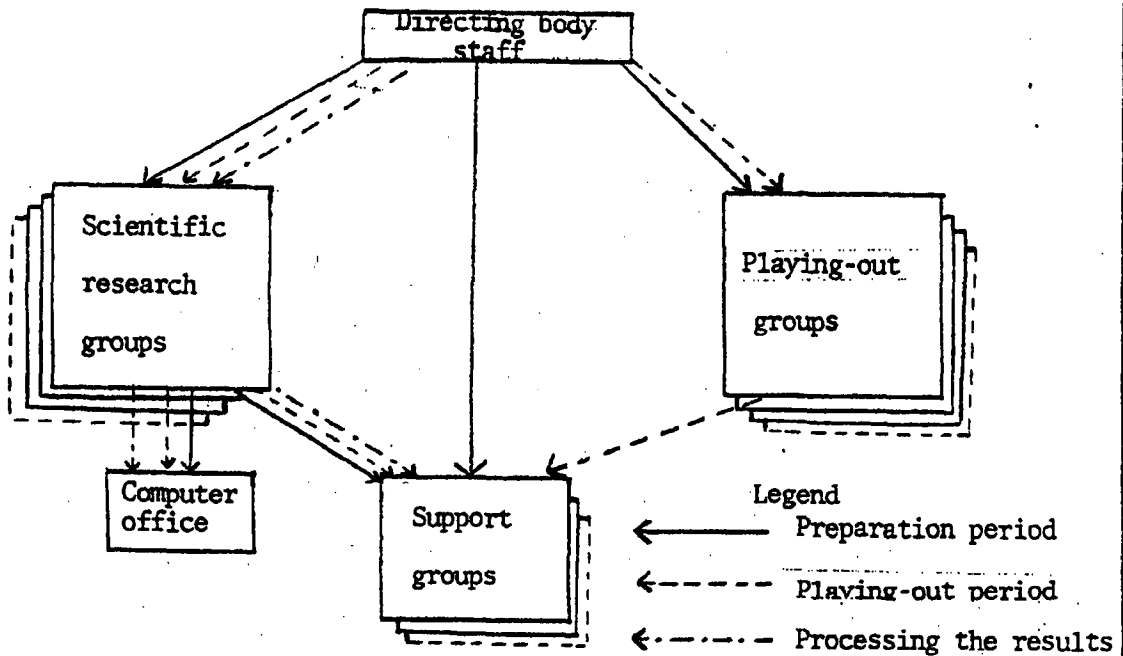 Directing body
staff
Scientific
research
groups
Playing-out
groups
Computer
office
Support
groups
Legend
Preparation period
Playing-out period
Processing the results